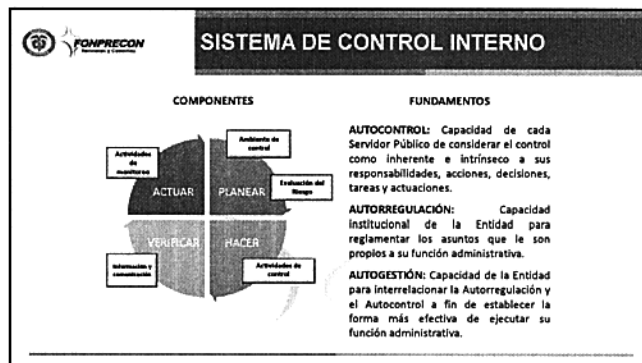 FONPRECON
SISTEMA DE CONTROL INTERNO
COMPONENTES
Actividades
de
monitoreo
Ambiente de
control
Evaluación del
Riesgo
ACTUAR
PLANEAR
VERIFICAR
HACER
Información y
comunicación
Actividades de
control
FUNDAMENTOS
AUTOCONTROL: Capacidad de cada
Servidor Público de considerar el control
como inherente e intrínseco a sus
responsabilidades, acciones, decisiones,
tareas y actuaciones.
AUTORREGULACIÓN: Capacidad
institucional de la Entidad para
reglamentar los asuntos que le son
propios a su función administrativa.
AUTOGESTIÓN: Capacidad de la Entidad
para interrelacionar la Autorregulación y
el Autocontrol a fin de establecer la
forma más efectiva de ejecutar su
función administrativa.